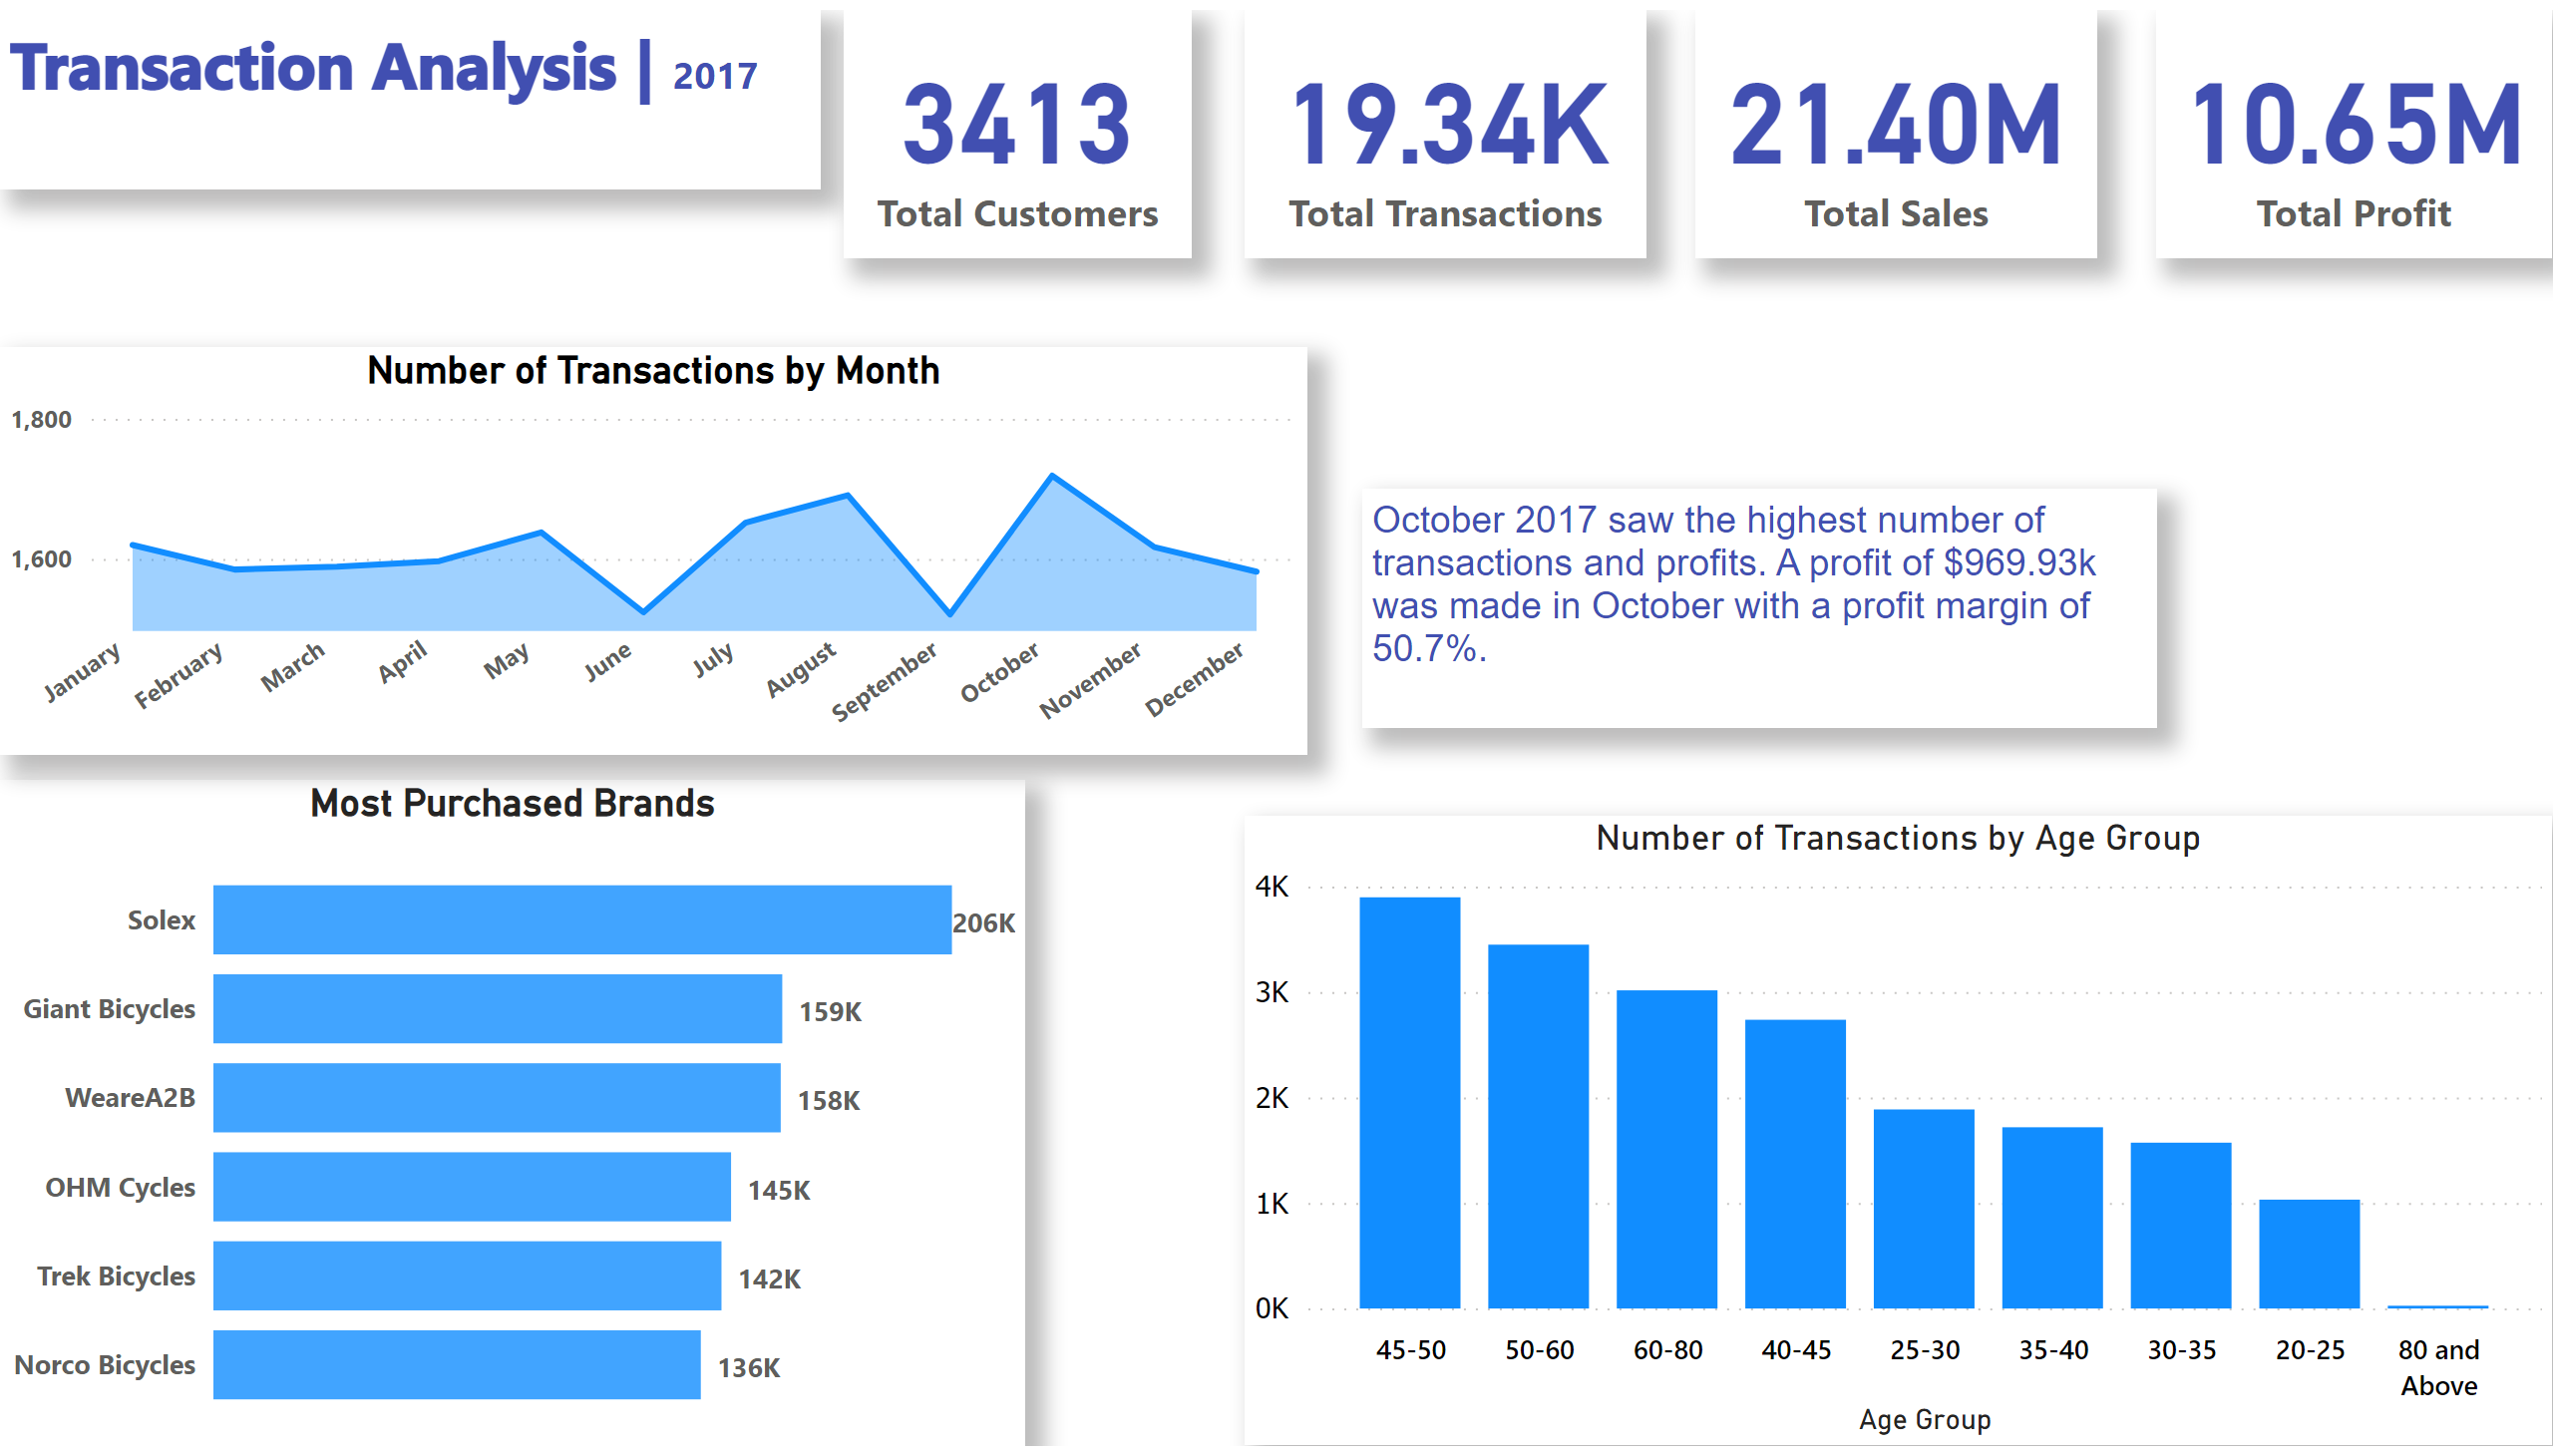 Transaction Analysis | 2017
3413
Total Customers
19.34K
Total Transactions
21.40M
Total Sales
10.65M
Total Profit
Number of Transactions by Month
1,800
1,600
January
February
March
April
May
June
July
August
September
October
November
December
October 2017 saw the highest number of
transactions and profits. A profit of $969.93k
was made in October with a profit margin of
50.7%.
Most Purchased Brands
Solex 206K
Giant Bicycles 159K
WeareA2B 158K
OHM Cycles 145K
Trek Bicycles 142K
Norco Bicycles 136K
Number of Transactions by Age Group
4K
3K
2K
1K
0K
45-50
50-60
60-80
40-45
25-30
35-40
30-35
20-25
80 and
Above
Age Group